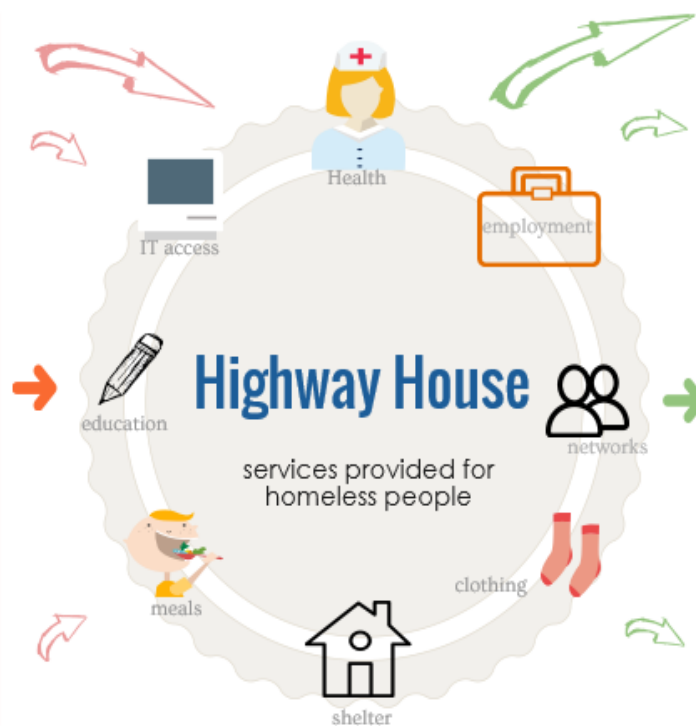 Health
IT access
employment
education
Highway House
networks
services provided for
homeless people
meals
clothing
shelter